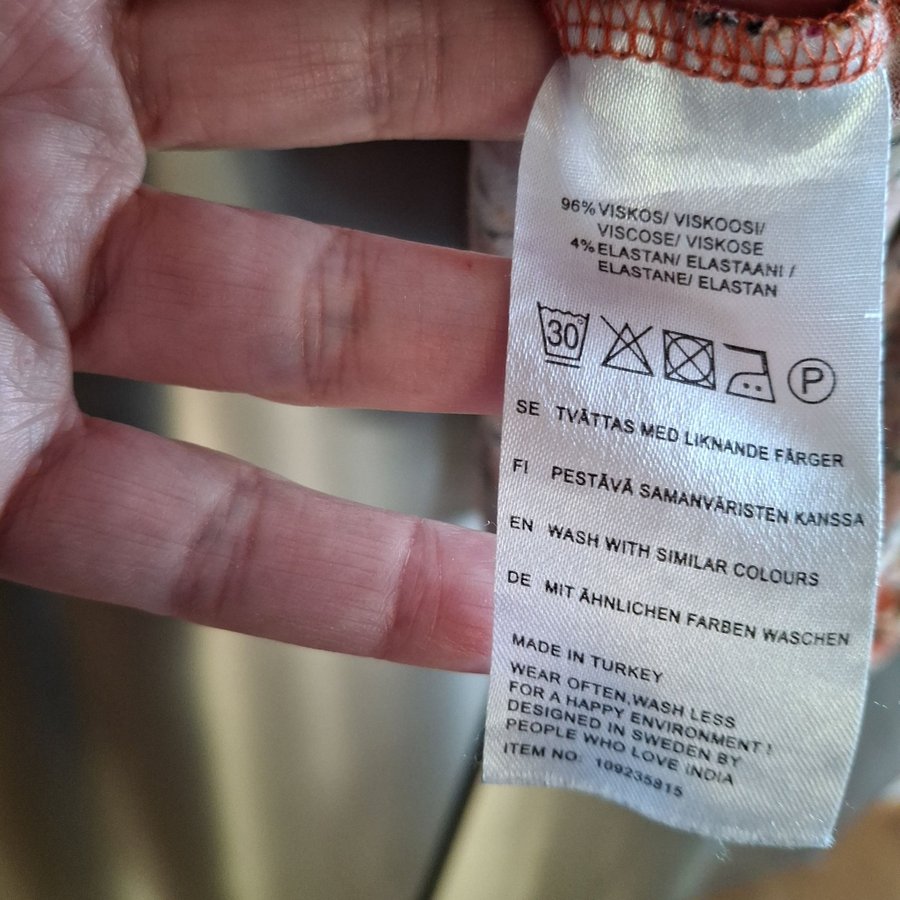 96% VISKOS/ VISKOOSI/
VISCOSE/ VISKOSE
4% ELASTAN/ ELASTAANI /
ELASTANE/ ELASTAN
30° P
SE TVÄTTAS MED LIKNANDE FÄRGER
FI PESTÄVÄ SAMANVÄRISTEN KANSSA
EN WASH WITH SIMILAR COLOURS
DE MIT ÄHNLICHEN FARBEN WASCHEN
MADE IN TURKEY
WEAR OFTEN,WASH LESS
FOR A HAPPY ENVIRONMENT !
DESIGNED IN SWEDEN BY
PEOPLE WHO LOVE INDIA
ITEM NO: 109235815